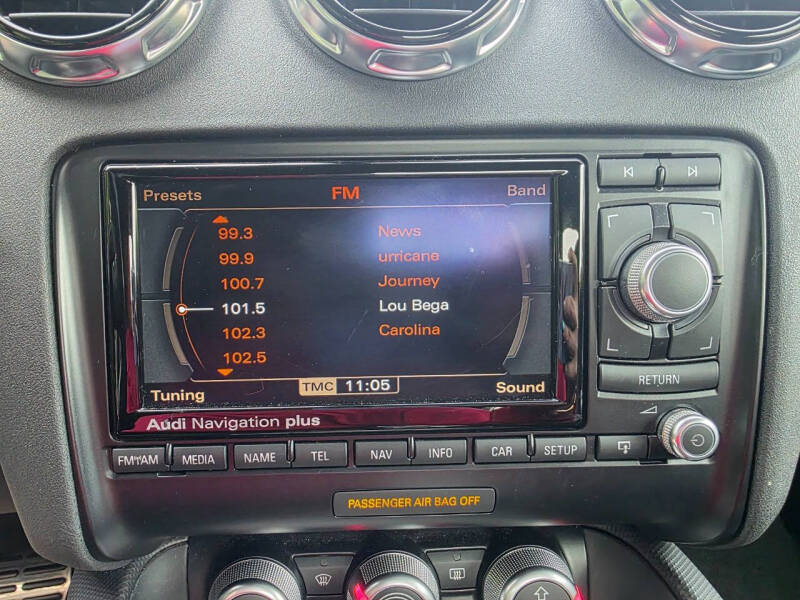 Presets FM Band
99.3 News
99.9 urricane
100.7 Journey
101.5 Lou Bega
102.3 Carolina
102.5
TMC 11:05
Tuning Sound
Audi Navigation plus
RETURN
FM/AM MEDIA NAME TEL NAV INFO CAR SETUP
PASSENGER AIR BAG OFF